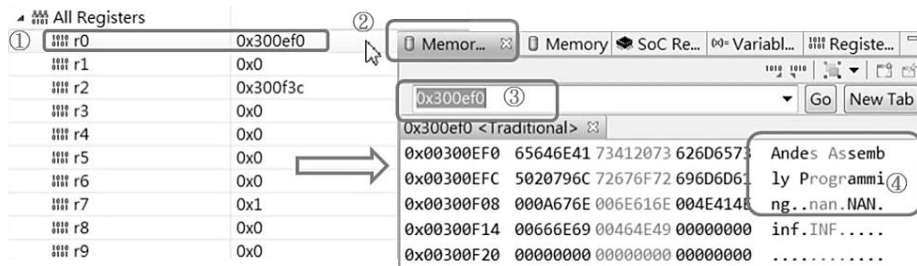 All Registers
① r0 0x300ef0
r1 0x0
r2 0x300f3c
r3 0x0
r4 0x0
r5 0x0
r6 0x0
r7 0x1
r8 0x0
r9 0x0
②
Memor... Memory SoC Re... (x)= Variabl... Registe...
0x300ef0 ③ Go New Tab
0x300ef0 <Traditional>
0x00300EF0 65646E41 73412073 626D6573 Andes Assemb
0x00300EFC 5020796C 72676F72 696D6D61 ly Programmi④
0x00300F08 000A676E 006E616E 004E414E ng..nan.NAN.
0x00300F14 00666E69 00464E49 00000000 inf.INF.....
0x00300F20 00000000 00000000 00000000 ............